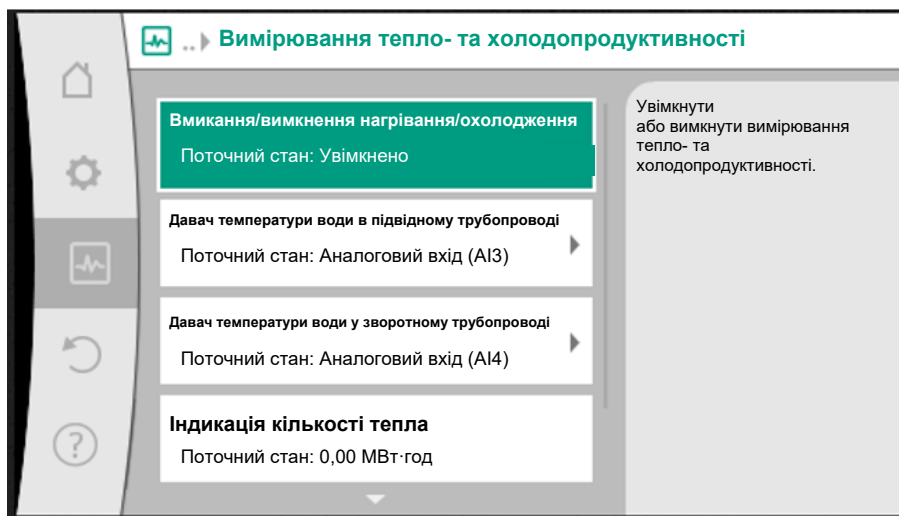 .. Вимірювання тепло- та холодопродуктивності
Вмикання/вимкнення нагрівання/охолодження
Поточний стан: Увімкнено
Давач температури води в підвідному трубопроводі
Поточний стан: Аналоговий вхід (AI3)
Давач температури води у зворотному трубопроводі
Поточний стан: Аналоговий вхід (AI4)
Індикація кількості тепла
Поточний стан: 0,00 МВт·год
Увімкнути
або вимкнути вимірювання
тепло- та
холодопродуктивності.
?